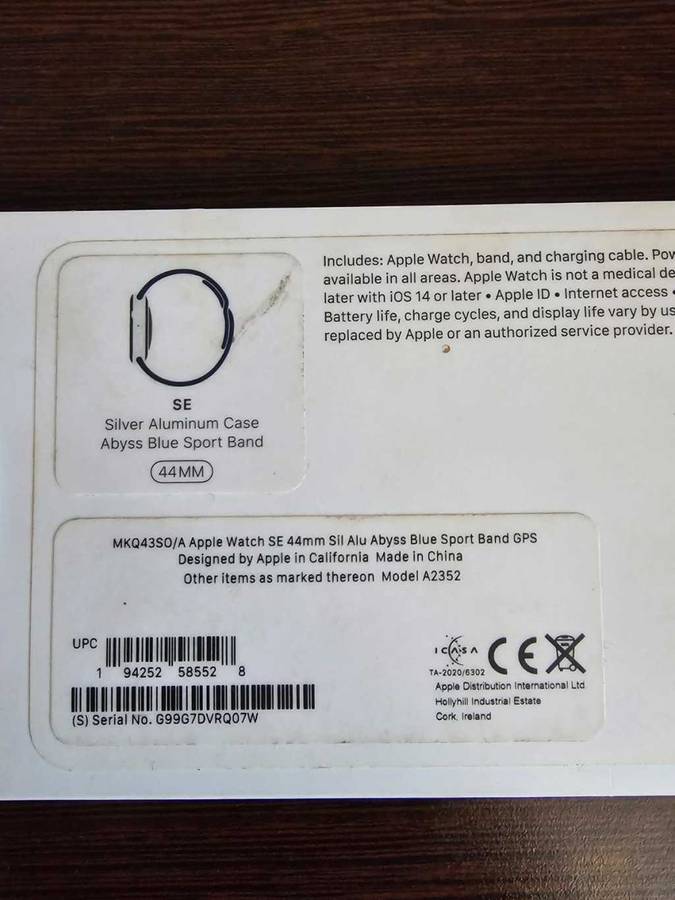 SE
Silver Aluminum Case
Abyss Blue Sport Band
44MM
Includes: Apple Watch, band, and charging cable. Pow
available in all areas. Apple Watch is not a medical de
later with iOS 14 or later • Apple ID • Internet access •
Battery life, charge cycles, and display life vary by us
replaced by Apple or an authorized service provider.
MKQ43SO/A Apple Watch SE 44mm Sil Alu Abyss Blue Sport Band GPS
Designed by Apple in California Made in China
Other items as marked thereon Model A2352
UPC
1 94252 58552 8
(S) Serial No. G99G7DVRQ07W
ICASA
TA-2020/6302
CE
Apple Distribution International Ltd
Hollyhill Industrial Estate
Cork, Ireland